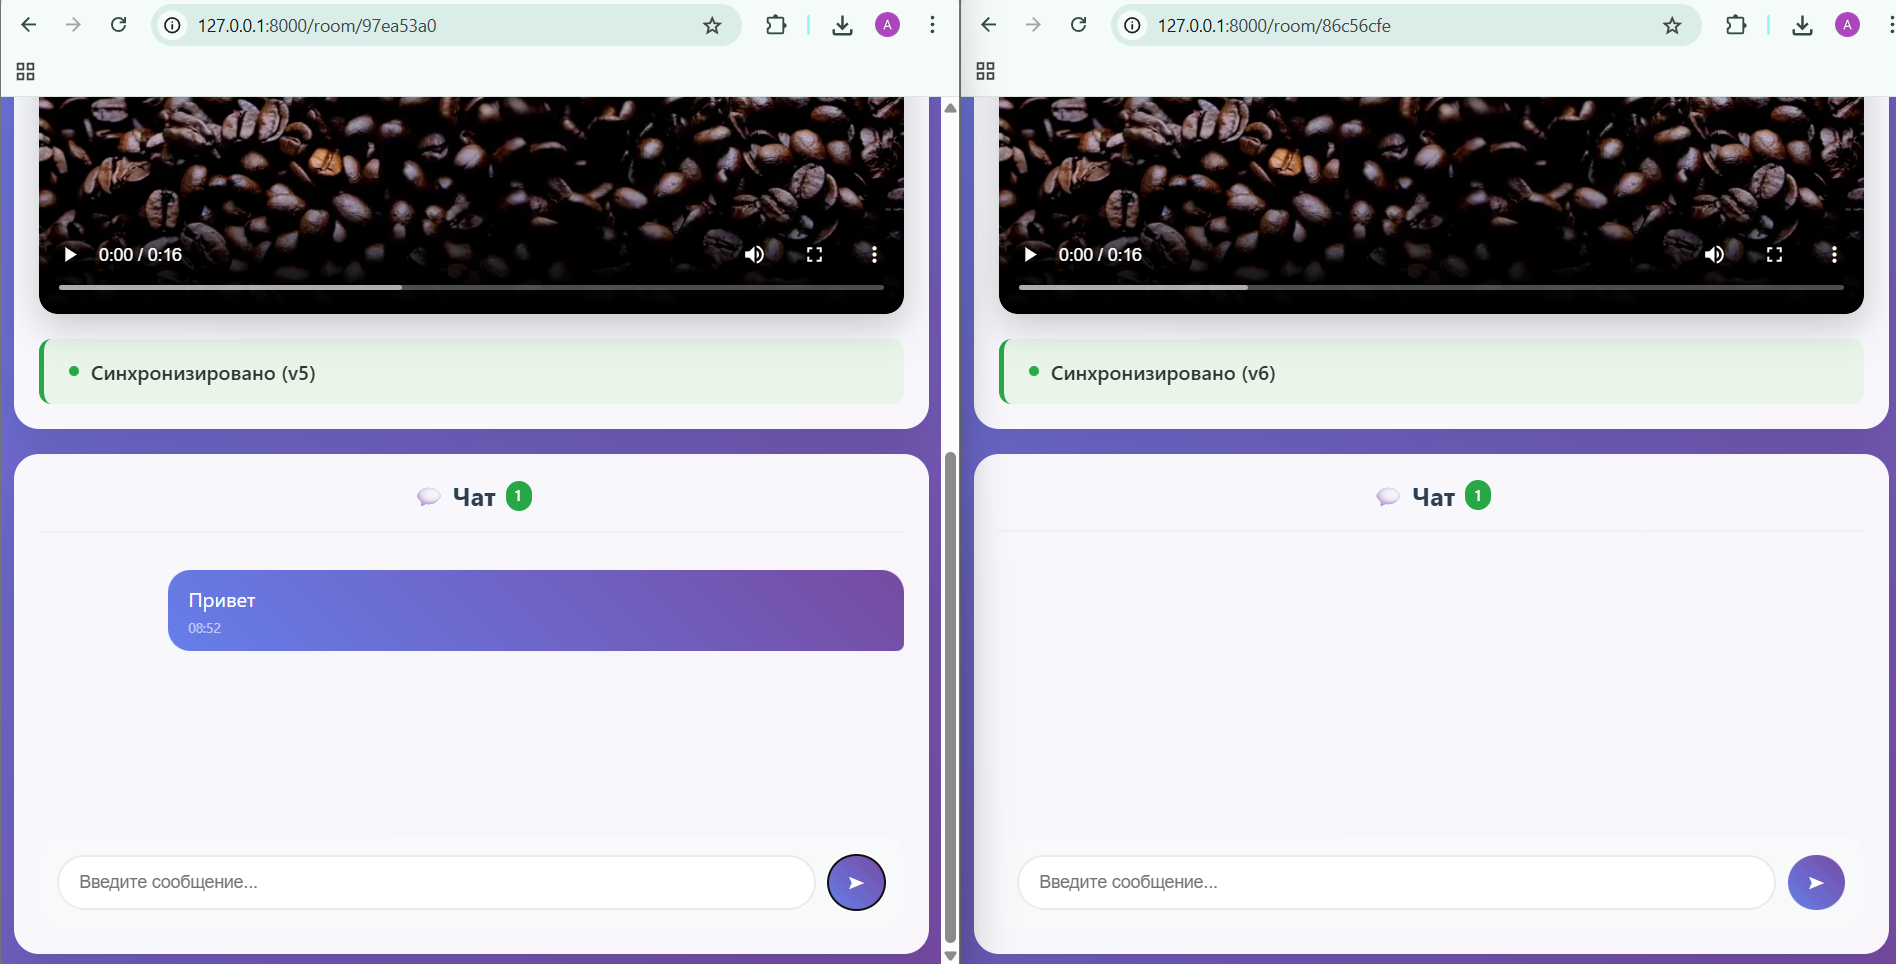 127.0.0.1:8000/room/97ea53a0
A
0:00 / 0:16
Синхронизировано (v5)
Чат 1
Привет
08:52
Введите сообщение...
127.0.0.1:8000/room/86c56cfe
A
0:00 / 0:16
Синхронизировано (v6)
Чат 1
Введите сообщение...